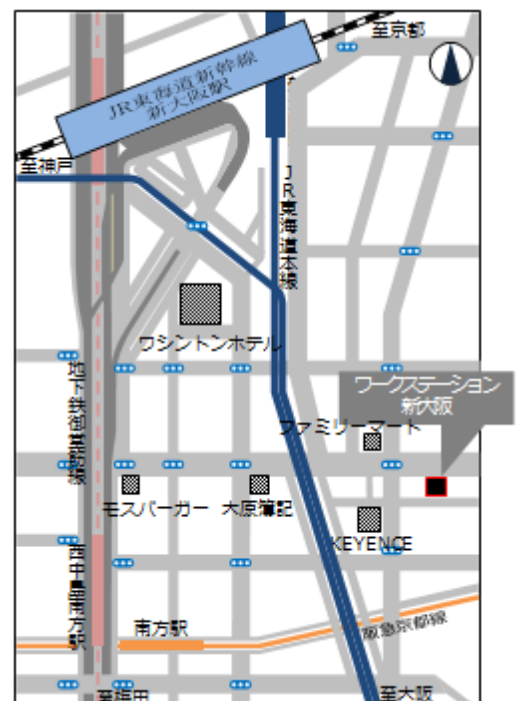 至京都
JR東海道新幹線
新大阪駅
至神戸
JR東海道本線
ワシントンホテル
地下鉄御堂筋線
ワークステーション
新大阪
ファミリーマート
モスバーガー
大原簿記
KEYENCE
西中島南方駅
南方駅
阪急京都線
至梅田
至大阪